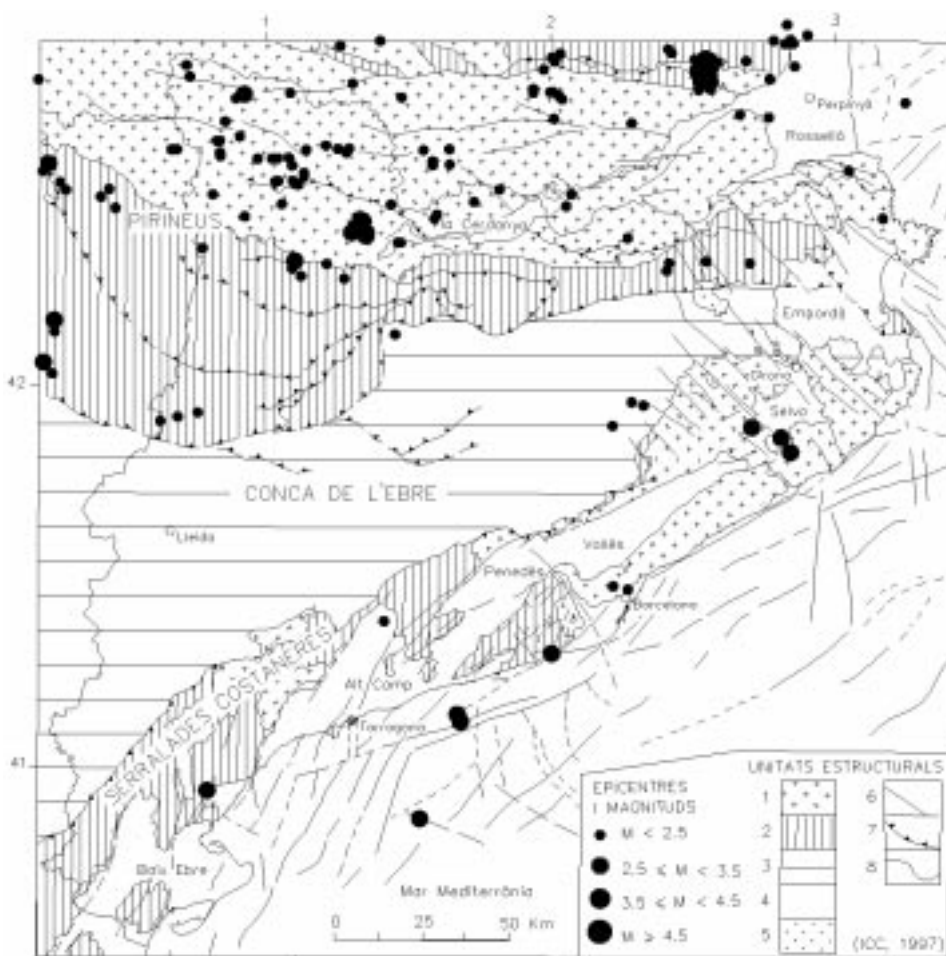 1 2 3
Perpinyà
Rosselló
PIRINEUS
la Cerdanya
Empordà
42
Girona
Selva
CONCA DE L'EBRE
Lleida
Vallès
Penedès
Barcelona
SERRALADES COSTANERES
Alt Camp
Tarragona
41
Baix Ebre
Mar Mediterrània
0 25 50 Km
EPICENTRES
I MAGNITUDS
M < 2.5
2,5 ≤ M < 3.5
3.5 ≤ M < 4.5
M ≥ 4.5
UNITATS ESTRUCTURALS
1
2
3
4
5
6
7
8
(ICC, 1997)